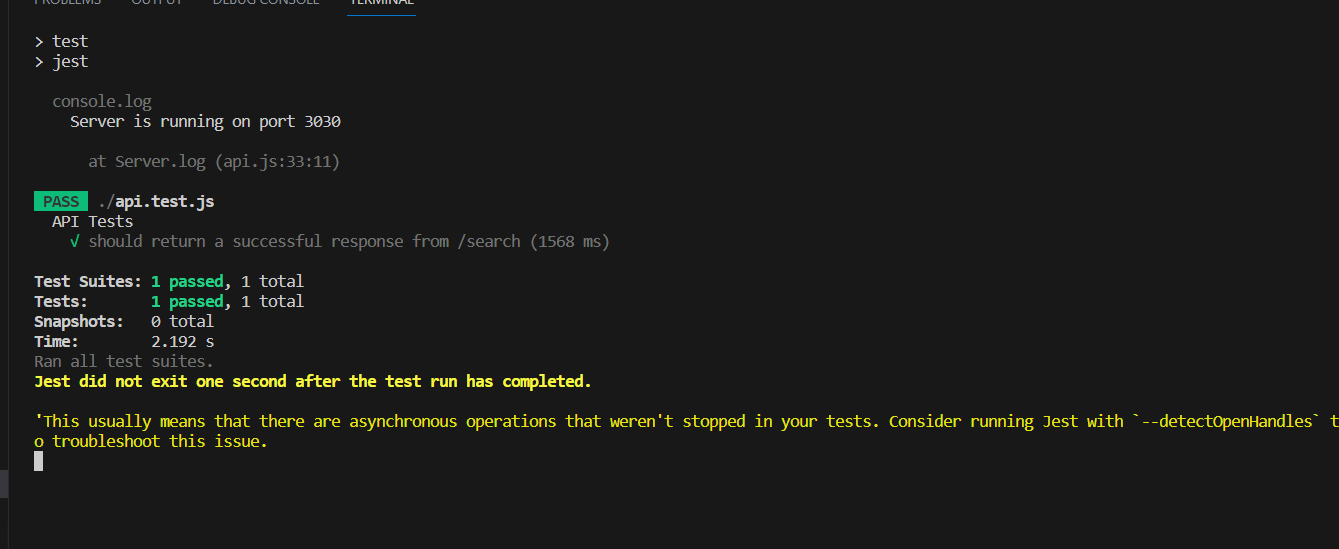 PROBLEMS OUTPUT DEBUG CONSOLE TERMINAL
> test
> jest
console.log
Server is running on port 3030
at Server.log (api.js:33:11)
PASS ./api.test.js
API Tests
√ should return a successful response from /search (1568 ms)
Test Suites: 1 passed, 1 total
Tests: 1 passed, 1 total
Snapshots: 0 total
Time: 2.192 s
Ran all test suites.
Jest did not exit one second after the test run has completed.
'This usually means that there are asynchronous operations that weren't stopped in your tests. Consider running Jest with `--detectOpenHandles` t
o troubleshoot this issue.